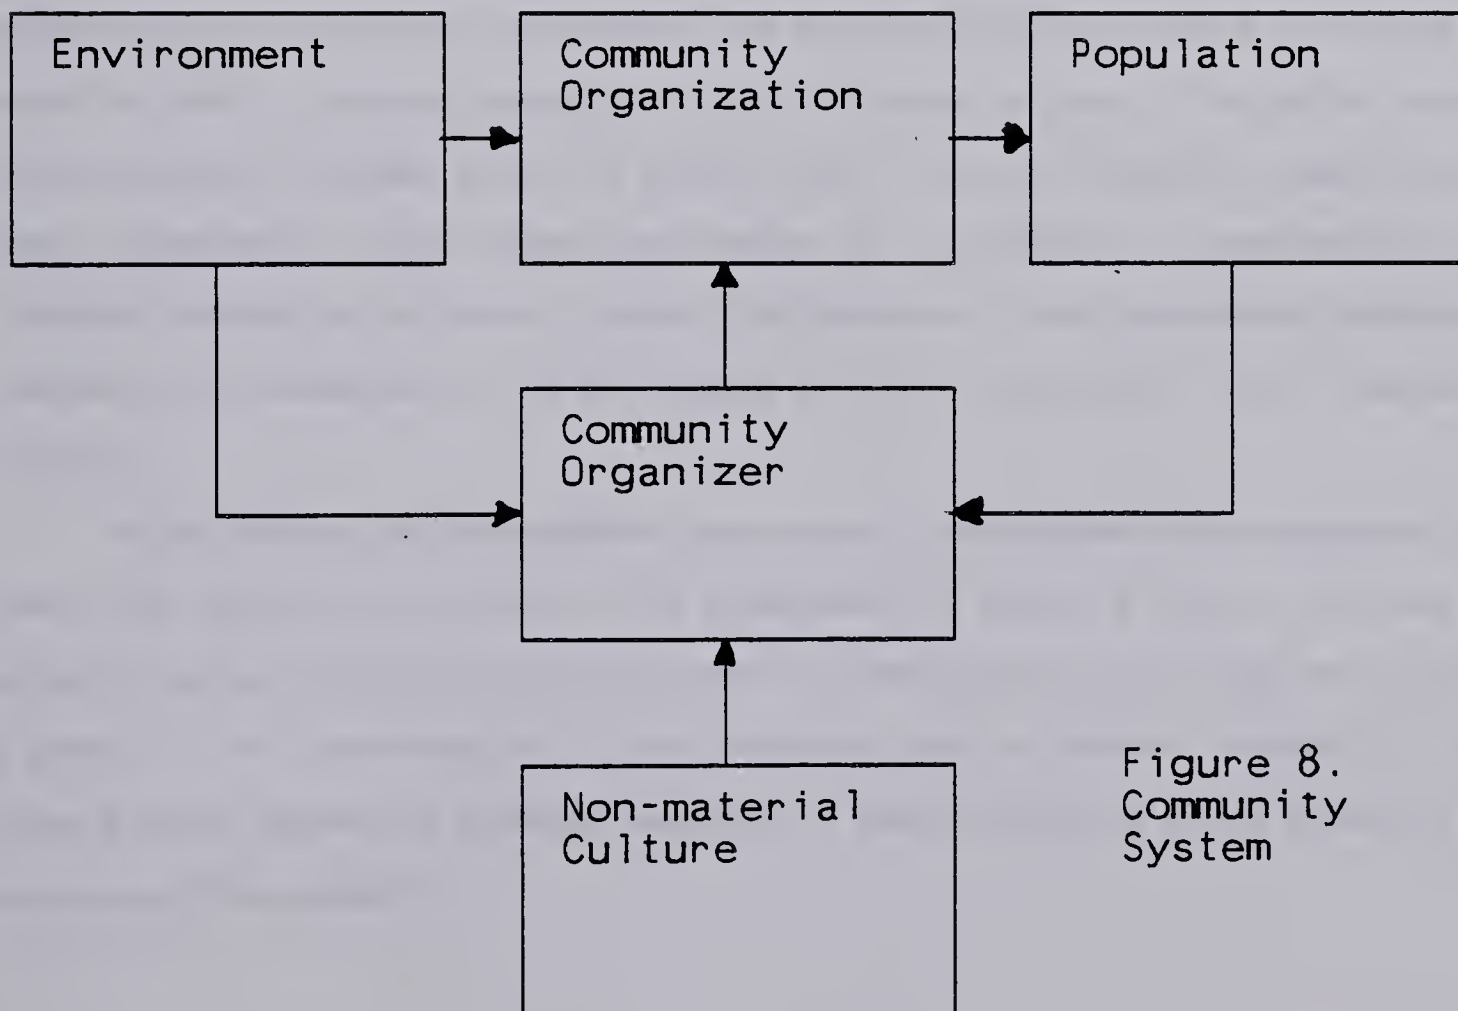 Environment
Community
Organization
Population
Community
Organizer
Non-material
Culture
Figure 8.
Community
System